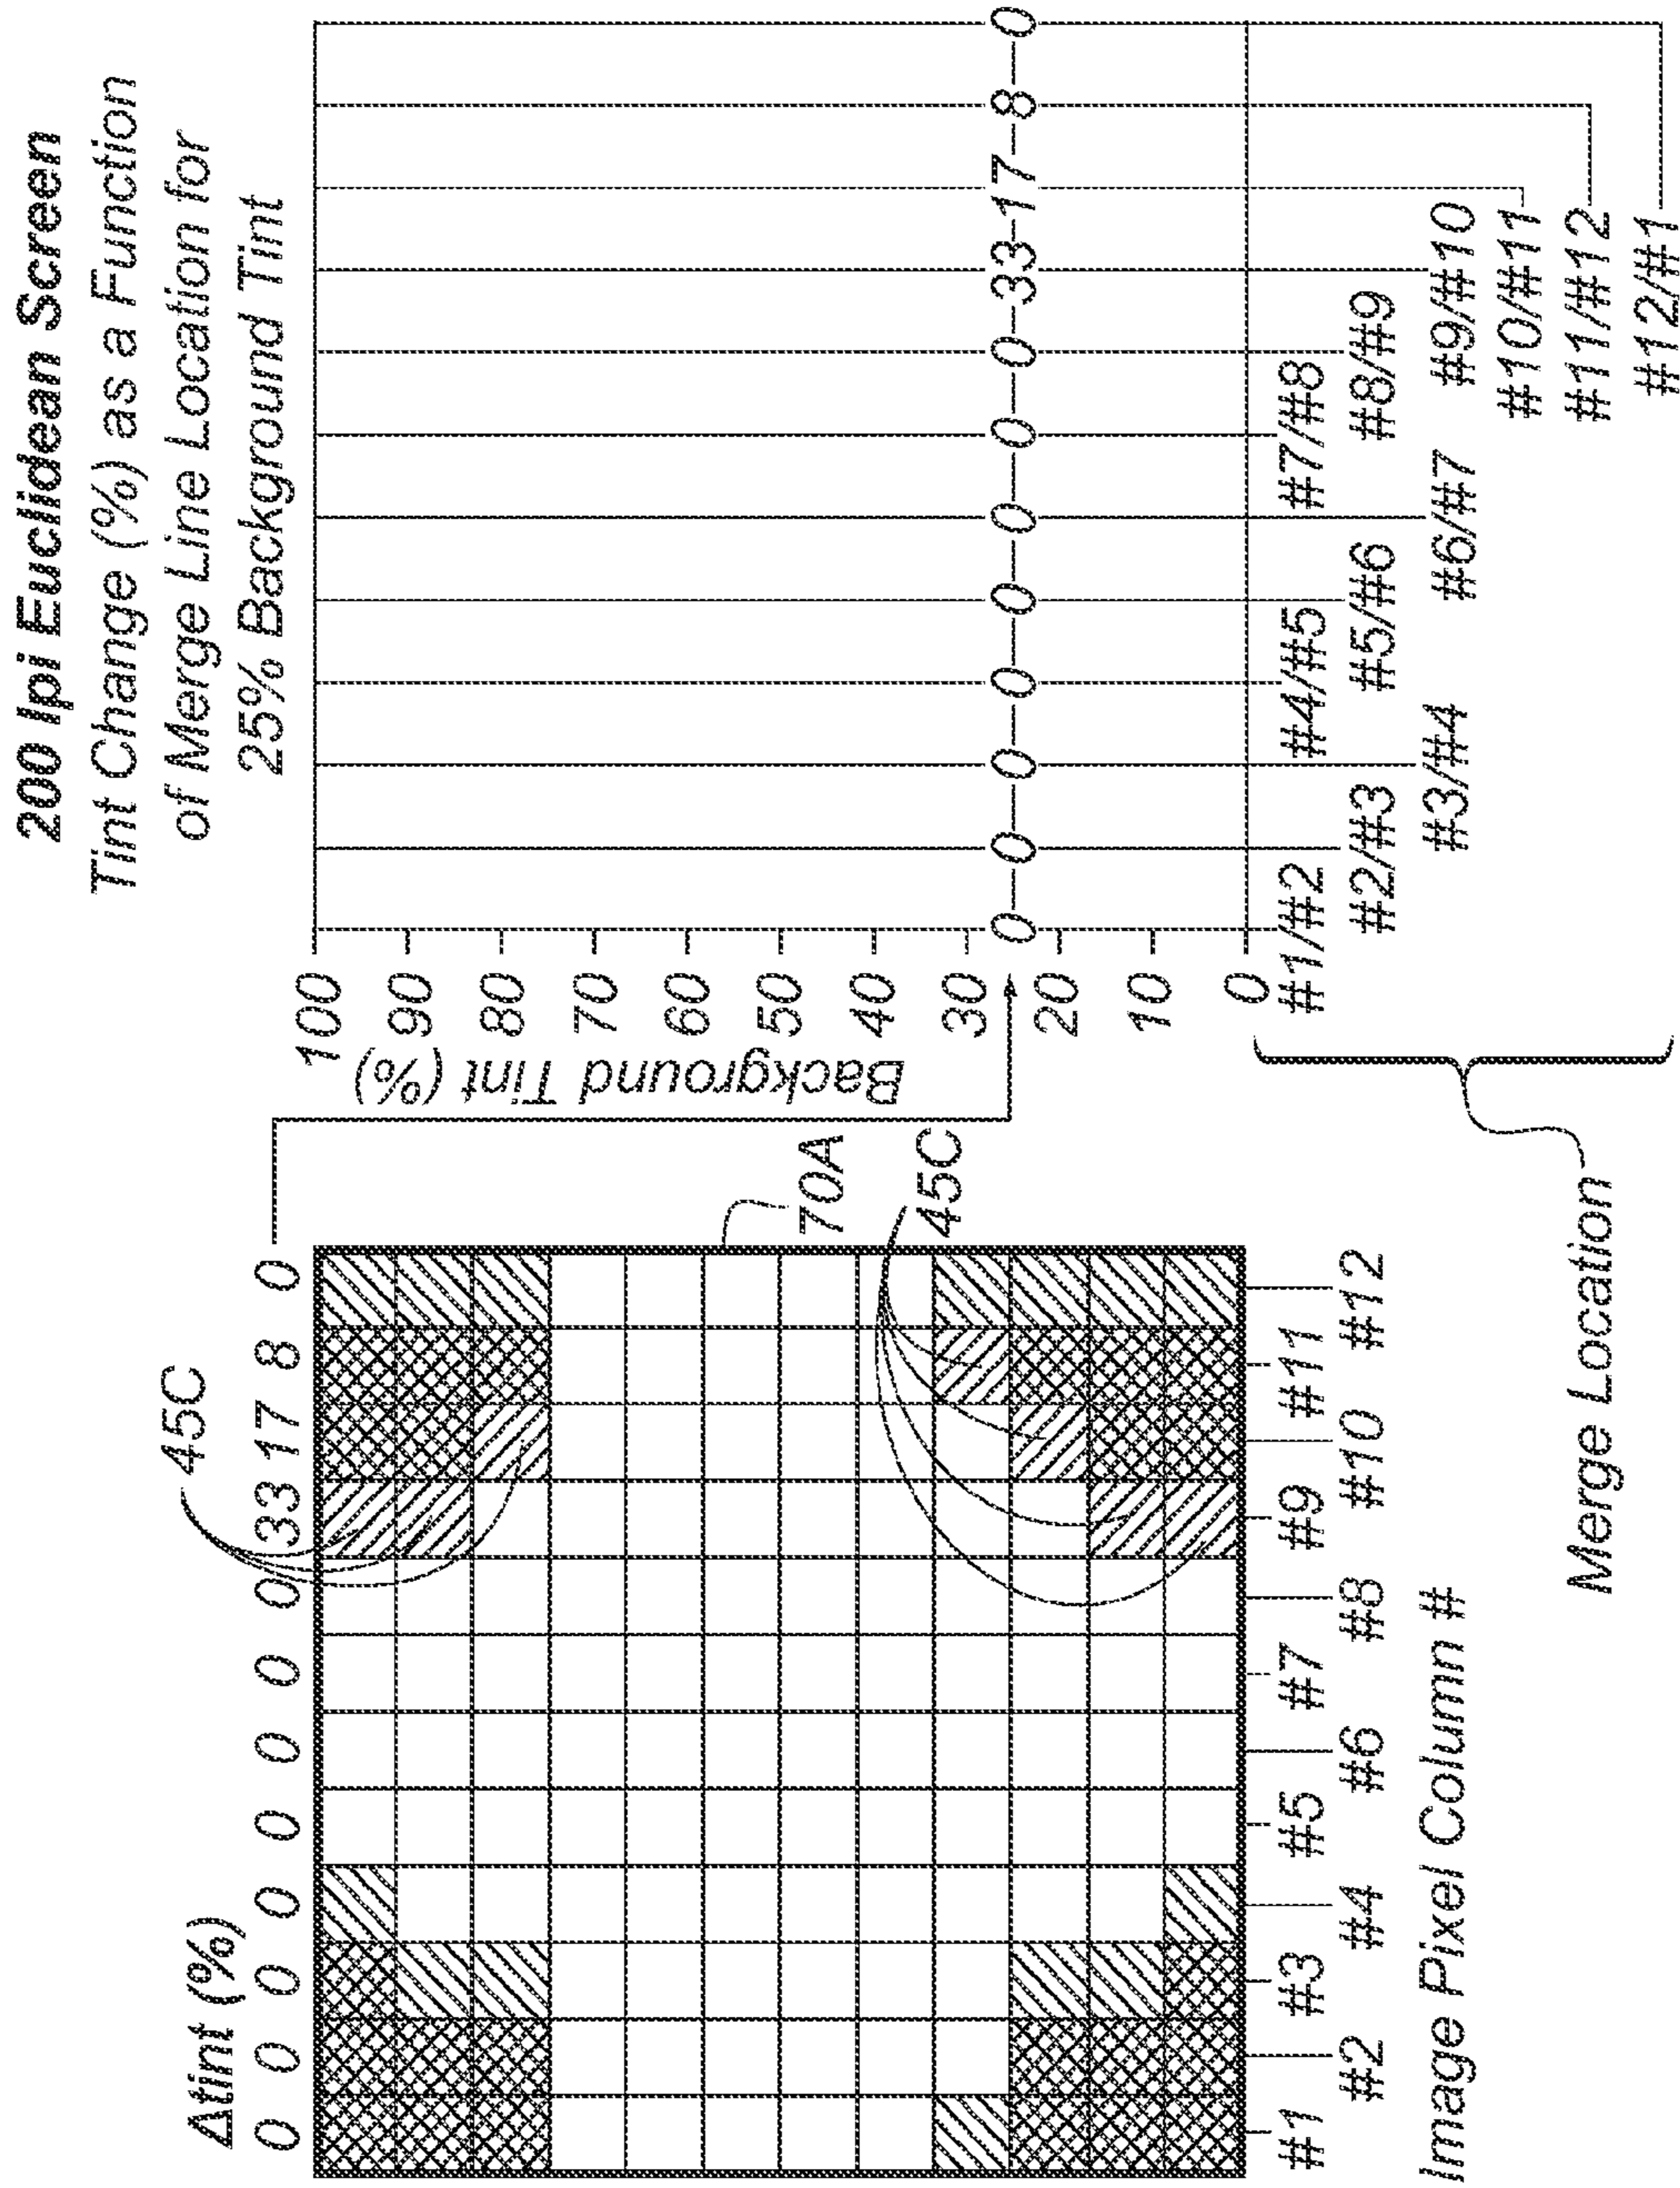 200 lpi Euclidean Screen
Tint Change (%) as a Function
of Merge Line Location for
25% Background Tint
Δtint (%)
0 0 0 0 0 0 0 0 33 17 8 0
45C
70A
45C
#1 #2 #3 #4 #5 #6 #7 #8 #9 #10 #11 #12
Image Pixel Column #
Background Tint (%)
100
90
80
70
60
50
40
30
20
10
0
0 0 0 0 0 0 0 0 33 17 8 0
#1/#2
#2/#3
#3/#4
#4/#5
#5/#6
#6/#7
#7/#8
#8/#9
#9/#10
#10/#11
#11/#12
#12/#1
Merge Location